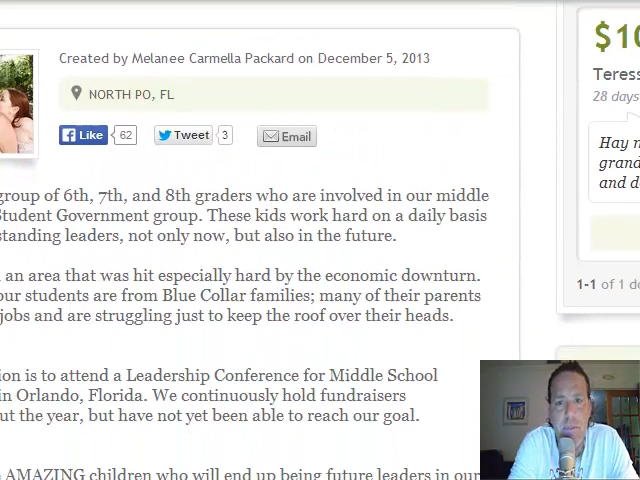 Created by Melanee Carmella Packard on December 5, 2013
NORTH PO, FL
Like 62 Tweet 3 Email
group of 6th, 7th, and 8th graders who are involved in our middle
Student Government group. These kids work hard on a daily basis
standing leaders, not only now, but also in the future.
an area that was hit especially hard by the economic downturn.
our students are from Blue Collar families; many of their parents
jobs and are struggling just to keep the roof over their heads.
ion is to attend a Leadership Conference for Middle School
in Orlando, Florida. We continuously hold fundraisers
ut the year, but have not yet been able to reach our goal.
AMAZING children who will end up being future leaders in our
$10
Teress
28 days
Hay n
grand
and d
1-1 of 1 do